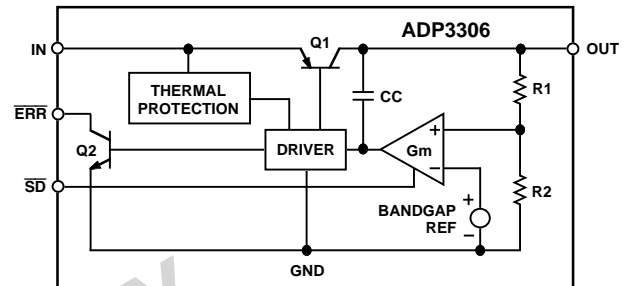 ADP3306
IN
Q1
OUT
THERMAL
PROTECTION
CC
R1
ERR
Q2
DRIVER
Gm
+
−
SD
BANDGAP
REF
+
−
R2
GND